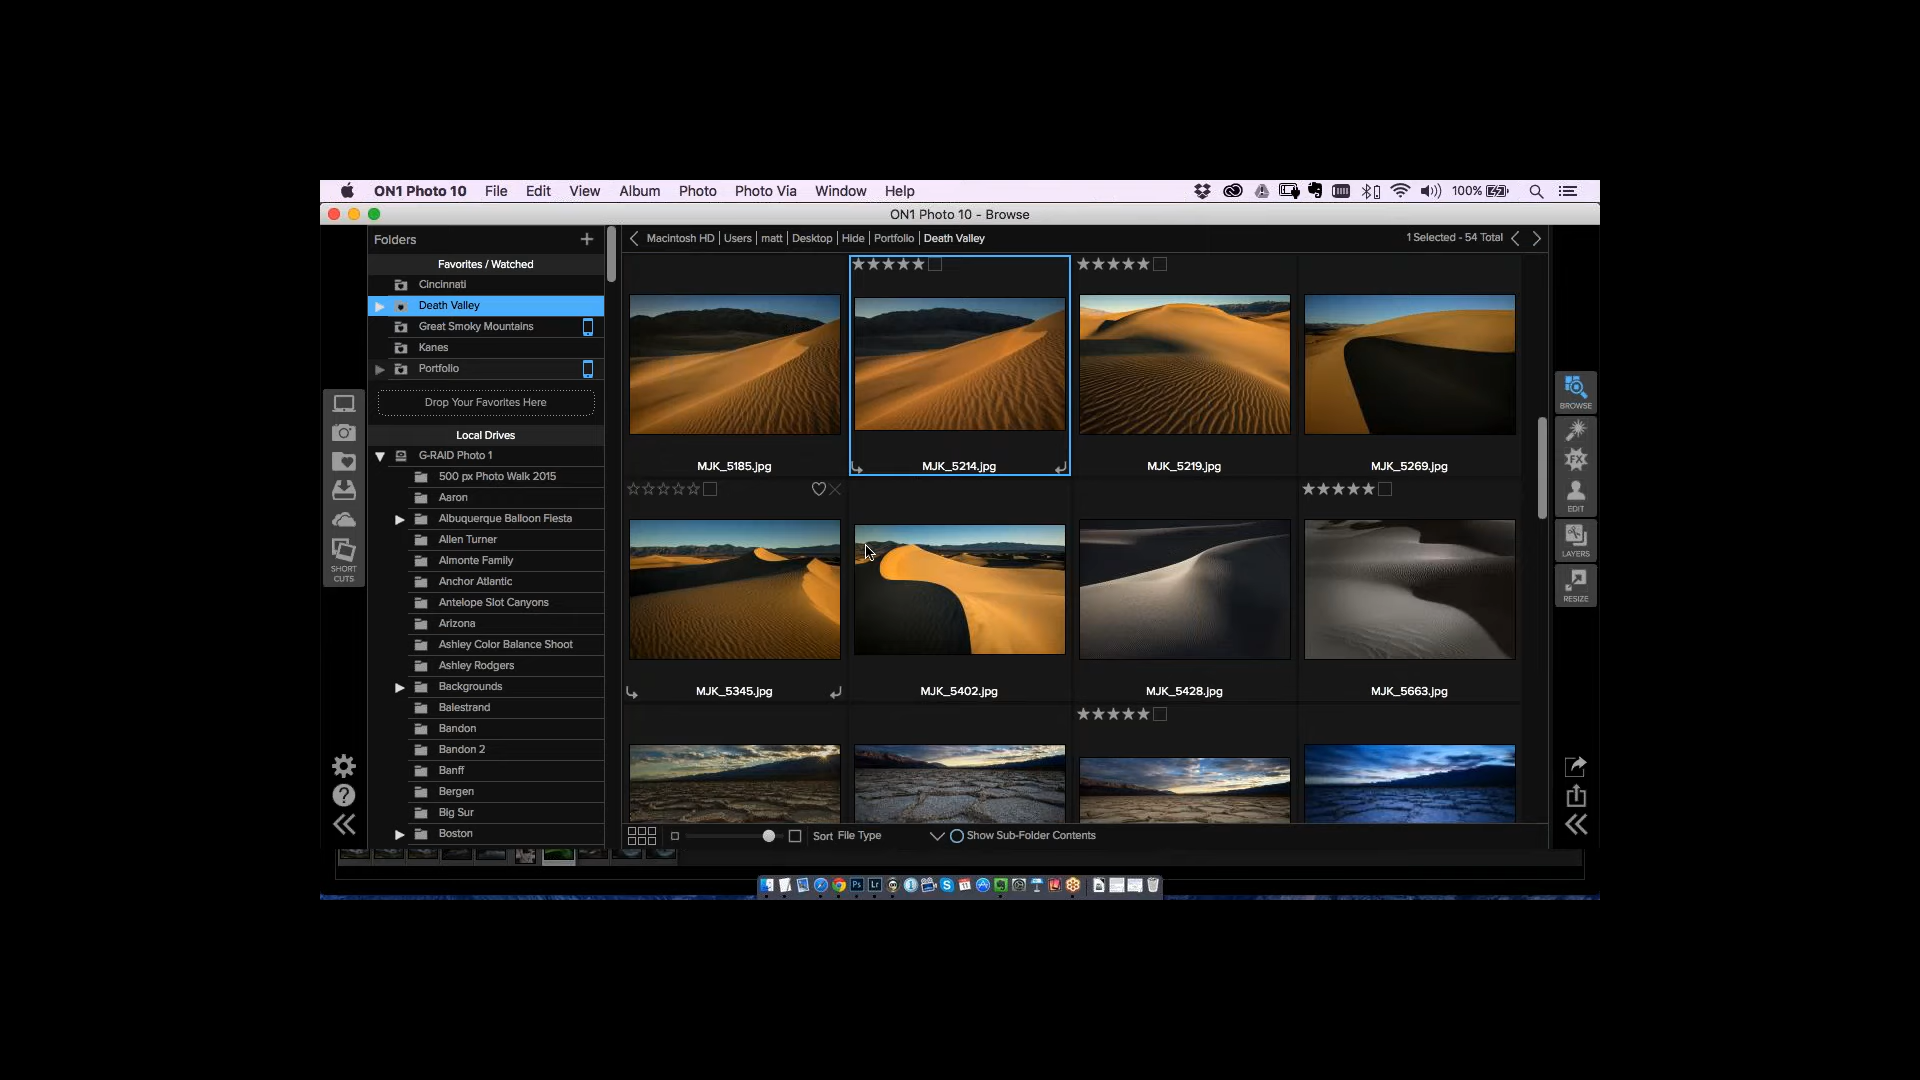 ON1 Photo 10 File Edit View Album Photo Photo Via Window Help 100%
ON1 Photo 10 - Browse
Folders
Favorites / Watched
Cincinnati
Death Valley
Great Smoky Mountains
Kanes
Portfolio
Drop Your Favorites Here
Local Drives
G-RAID Photo 1
500 px Photo Walk 2015
Aaron
Albuquerque Balloon Fiesta
Allen Turner
Almonte Family
Anchor Atlantic
Antelope Slot Canyons
Arizona
Ashley Color Balance Shoot
Ashley Rodgers
Backgrounds
Balestrand
Bandon
Bandon 2
Banff
Bergen
Big Sur
Boston
SHORT
CUTS
Macintosh HD Users matt Desktop Hide Portfolio Death Valley
1 Selected - 54 Total
MJK_5185.jpg MJK_5214.jpg MJK_5219.jpg MJK_5269.jpg
MJK_5345.jpg MJK_5402.jpg MJK_5428.jpg MJK_5663.jpg
Sort File Type Show Sub-Folder Contents
BROWSE
FX
EDIT
LAYERS
RESIZE
Ps Lr